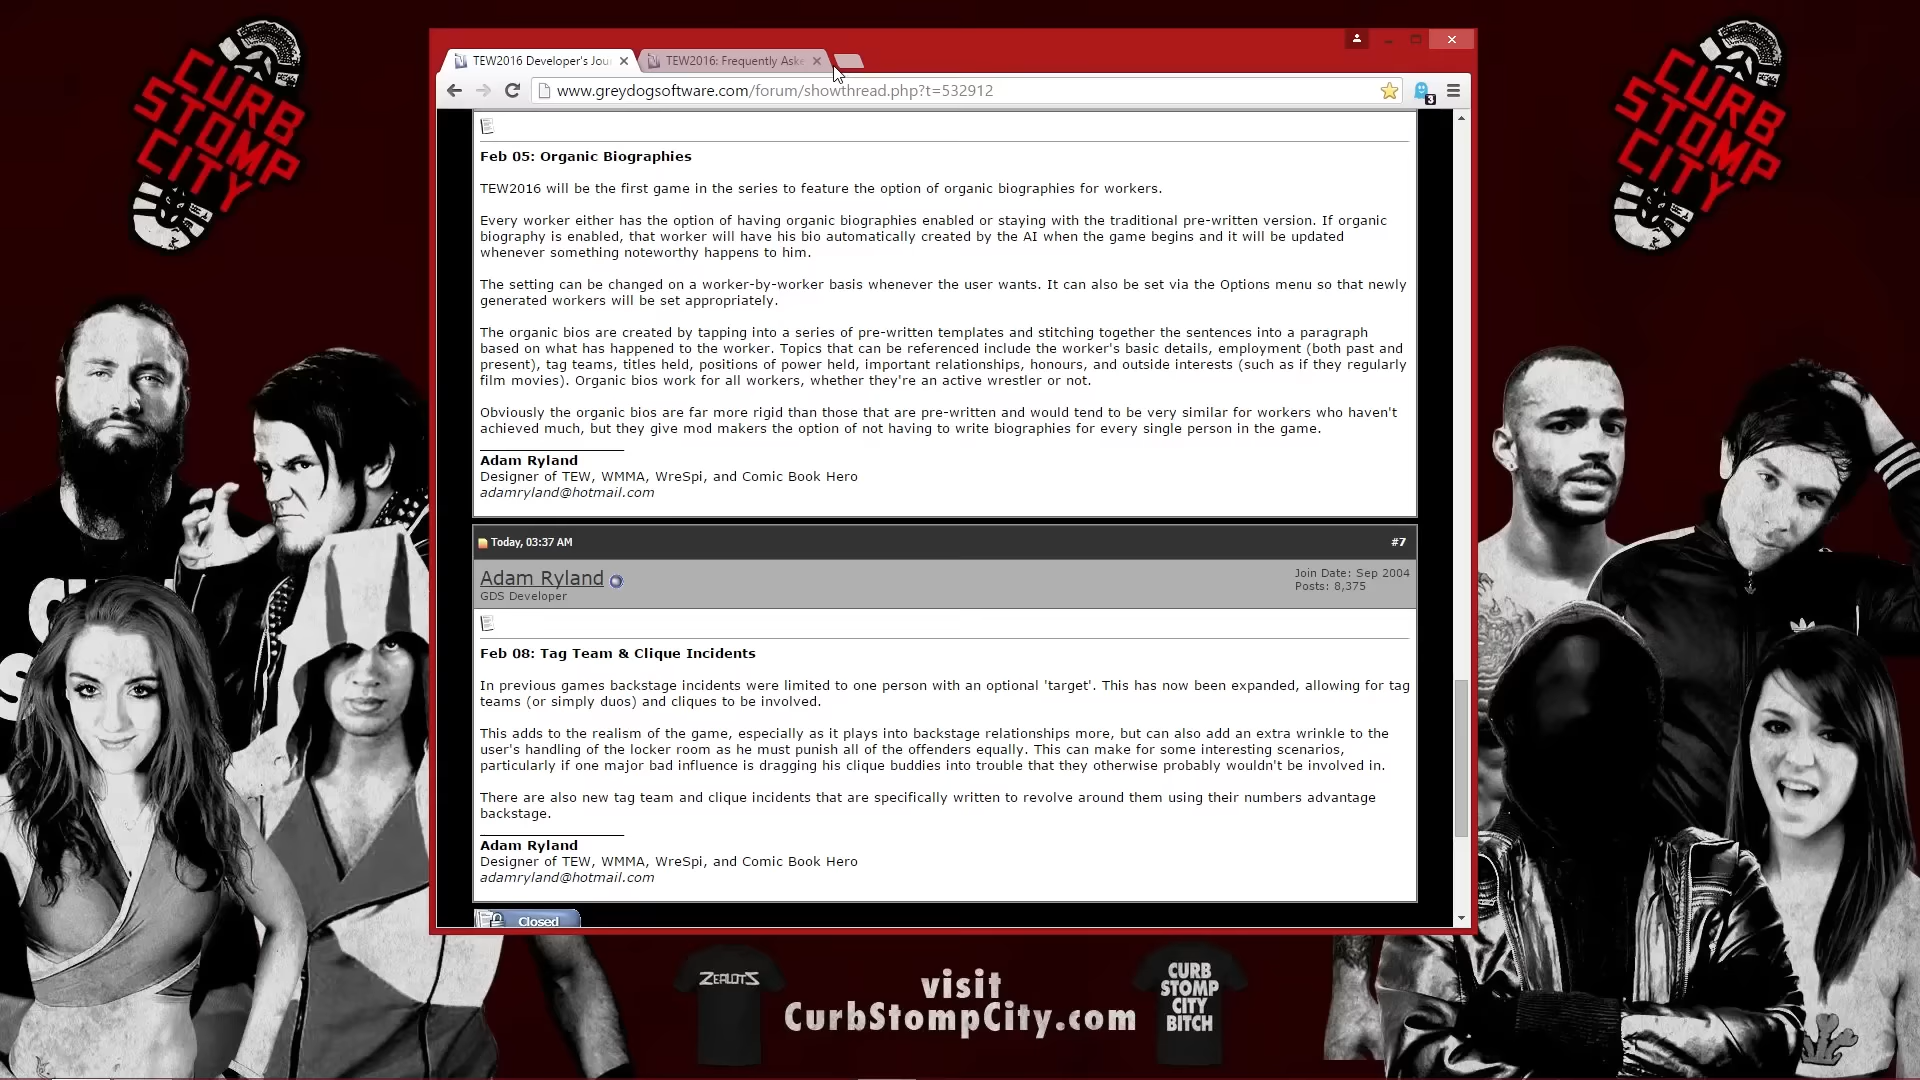 CURB
STOMP
CITY
CURB
STOMP
CITY
TEW2016 Developer's Jou
TEW2016: Frequently Aske
www.greydogsoftware.com/forum/showthread.php?t=532912
3
Feb 05: Organic Biographies
TEW2016 will be the first game in the series to feature the option of organic biographies for workers.
Every worker either has the option of having organic biographies enabled or staying with the traditional pre-written version. If organic
biography is enabled, that worker will have his bio automatically created by the AI when the game begins and it will be updated
whenever something noteworthy happens to him.
The setting can be changed on a worker-by-worker basis whenever the user wants. It can also be set via the Options menu so that newly
generated workers will be set appropriately.
The organic bios are created by tapping into a series of pre-written templates and stitching together the sentences into a paragraph
based on what has happened to the worker. Topics that can be referenced include the worker's basic details, employment (both past and
present), tag teams, titles held, positions of power held, important relationships, honours, and outside interests (such as if they regularly
film movies). Organic bios work for all workers, whether they're an active wrestler or not.
Obviously the organic bios are far more rigid than those that are pre-written and would tend to be very similar for workers who haven't
achieved much, but they give mod makers the option of not having to write biographies for every single person in the game.
Adam Ryland
Designer of TEW, WMMA, WreSpi, and Comic Book Hero
adamryland@hotmail.com
Today, 03:37 AM
#7
Adam Ryland
GDS Developer
Join Date: Sep 2004
Posts: 8,375
Feb 08: Tag Team & Clique Incidents
In previous games backstage incidents were limited to one person with an optional 'target'. This has now been expanded, allowing for tag
teams (or simply duos) and cliques to be involved.
This adds to the realism of the game, especially as it plays into backstage relationships more, but can also add an extra wrinkle to the
user's handling of the locker room as he must punish all of the offenders equally. This can make for some interesting scenarios,
particularly if one major bad influence is dragging his clique buddies into trouble that they otherwise probably wouldn't be involved in.
There are also new tag team and clique incidents that are specifically written to revolve around them using their numbers advantage
backstage.
Adam Ryland
Designer of TEW, WMMA, WreSpi, and Comic Book Hero
adamryland@hotmail.com
Closed
ZEALOTS
visit
CurbStompCity.com
CURB
STOMP
CITY
BITCH